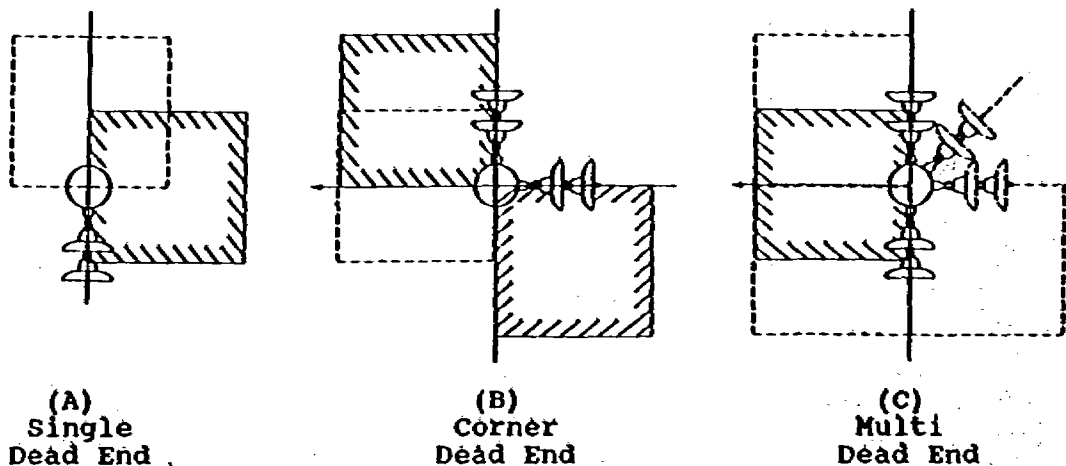 (A)
Single
Dead End
(B)
Corner
Dead End
(C)
Multi
Dead End